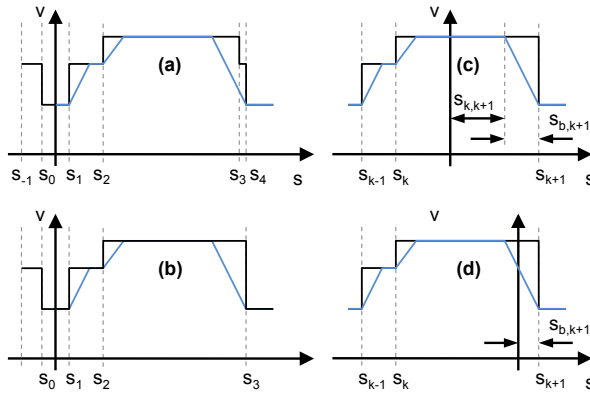 v
(a)
s-1 s0 s1 s2 s3 s4 s
v
(c)
sk,k+1
sb,k+1
sk-1 sk sk+1 s
v
(b)
s0 s1 s2 s3 s
v
(d)
sb,k+1
sk-1 sk sk+1 s